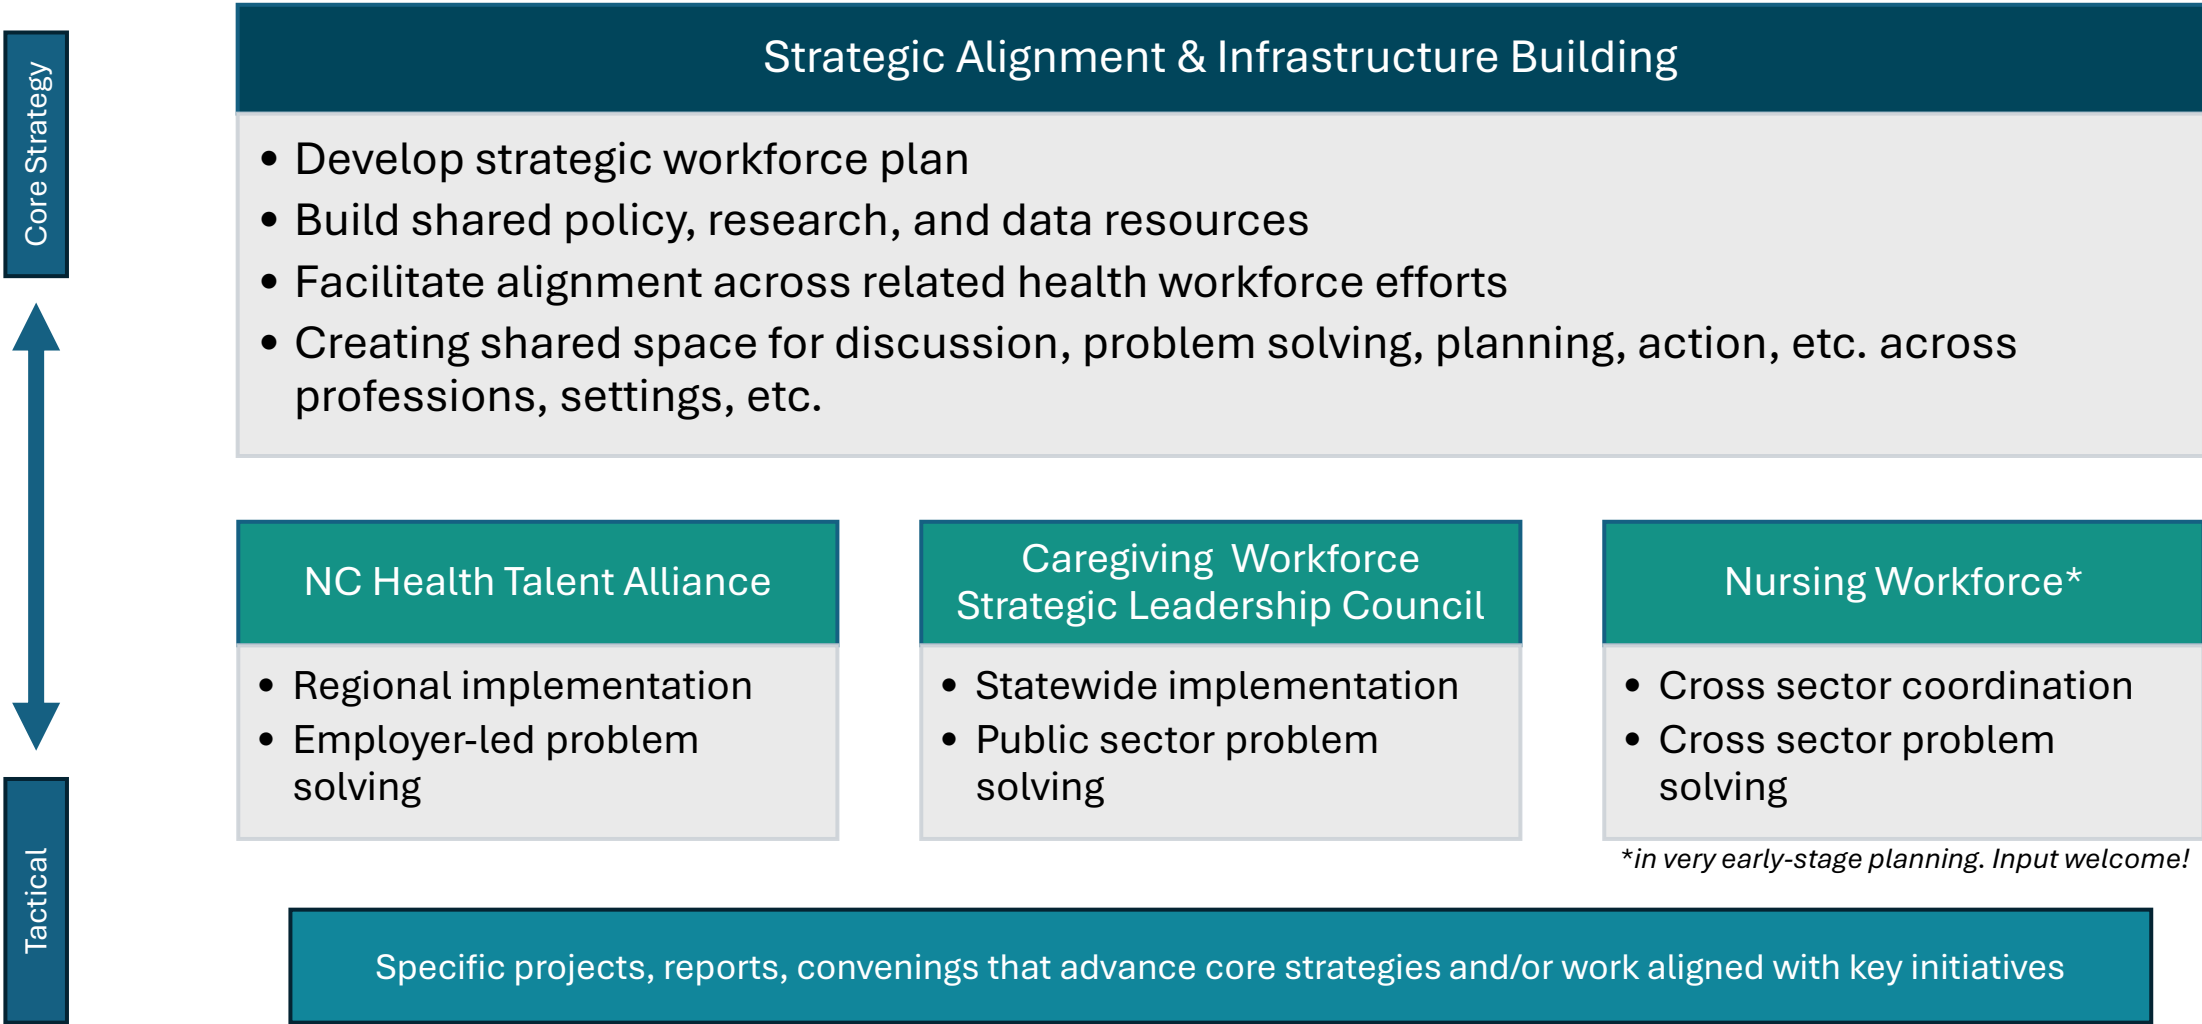 Core Strategy
Strategic Alignment & Infrastructure Building
• Develop strategic workforce plan
• Build shared policy, research, and data resources
• Facilitate alignment across related health workforce efforts
• Creating shared space for discussion, problem solving, planning, action, etc. across
professions, settings, etc.
NC Health Talent Alliance
• Regional implementation
• Employer-led problem
solving
Caregiving  Workforce
Strategic Leadership Council
• Statewide implementation
• Public sector problem
solving
Nursing Workforce*
• Cross sector coordination
• Cross sector problem
solving
*in very early-stage planning. Input welcome!
Tactical
Specific projects, reports, convenings that advance core strategies and/or work aligned with key initiatives